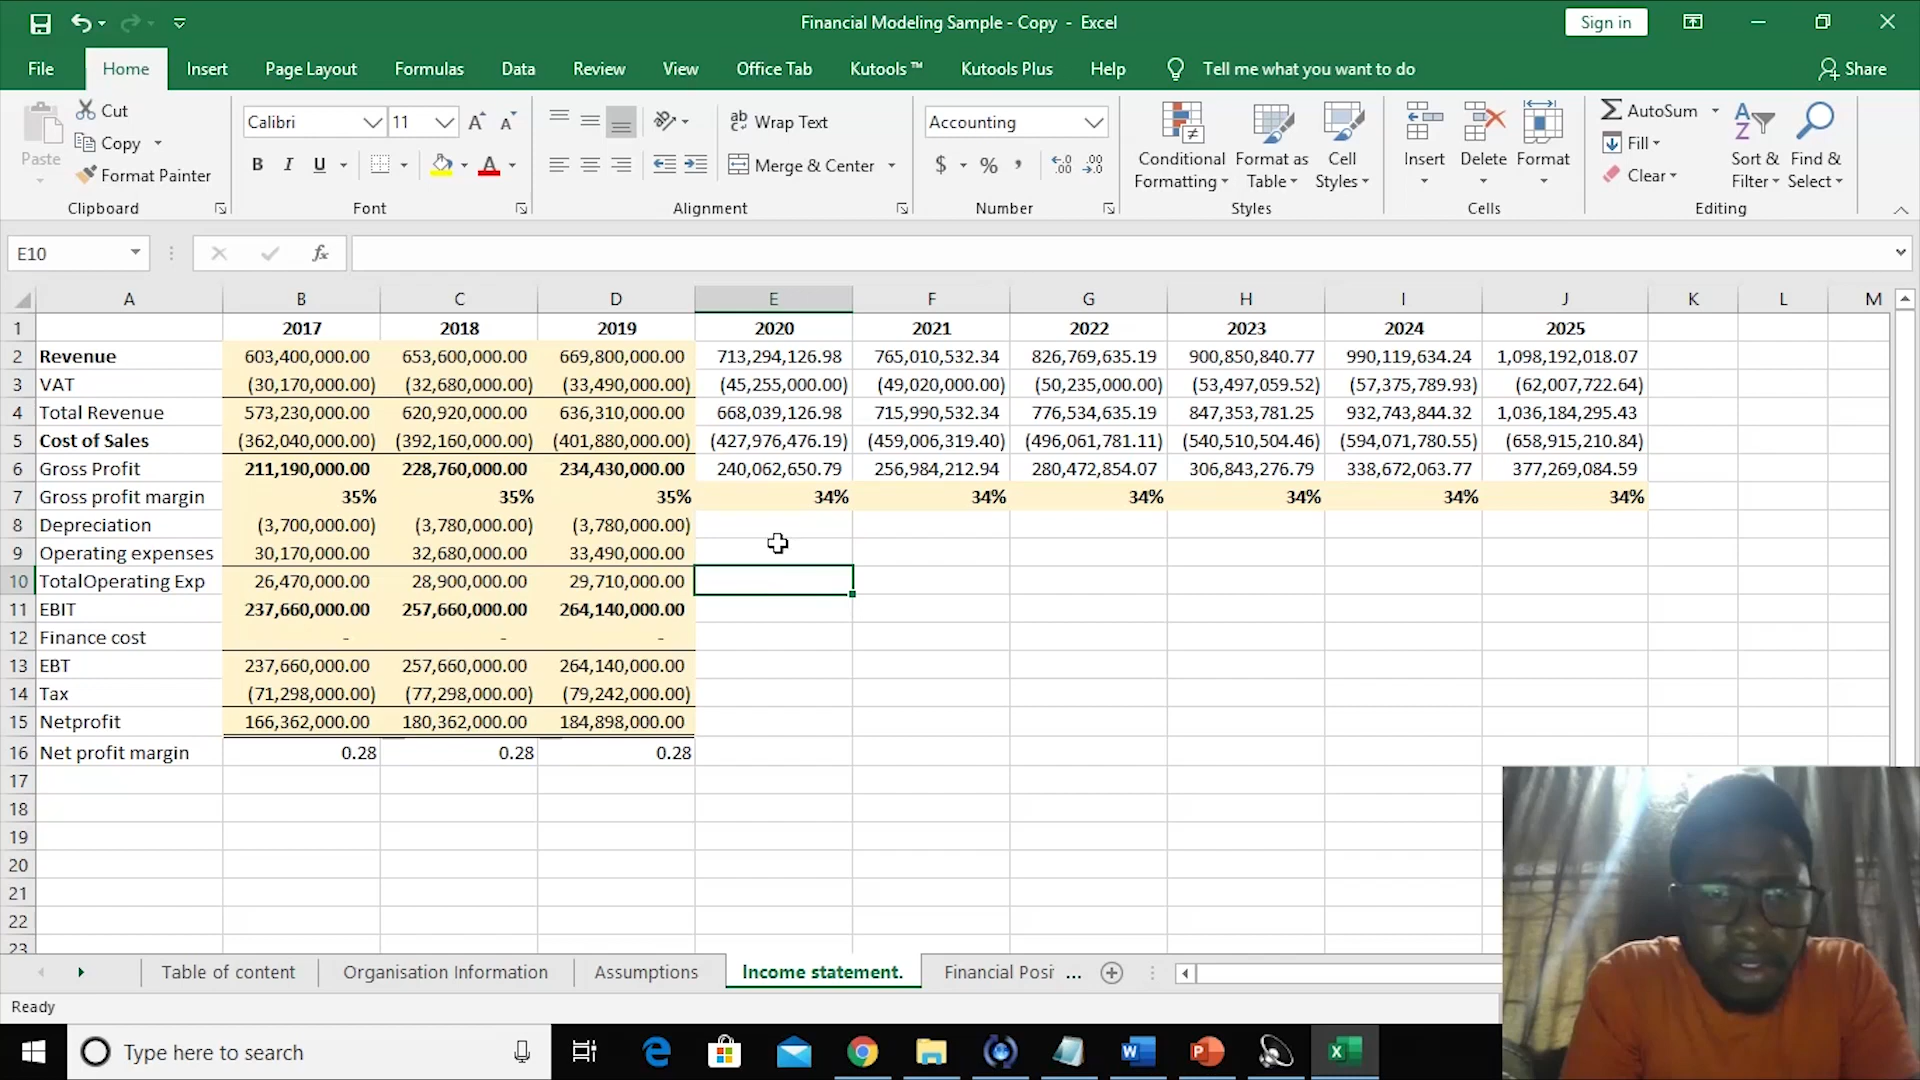 Financial Modeling Sample - Copy - Excel
Sign in
File Home Insert Page Layout Formulas Data Review View Office Tab Kutools ™ Kutools Plus Help Tell me what you want to do Share
Paste
Cut
Copy
Format Painter
Clipboard
Calibri 11
B I U
Font
Wrap Text
Merge & Center
Alignment
Accounting
$ % ,
Number
Conditional Formatting
Format as Table
Cell Styles
Styles
Insert Delete Format
Cells
AutoSum
Fill
Clear
Sort & Filter
Find & Select
Editing
E10
fx
A B C D E F G H I J K L M
1 2017 2018 2019 2020 2021 2022 2023 2024 2025
2 Revenue 603,400,000.00 653,600,000.00 669,800,000.00 713,294,126.98 765,010,532.34 826,769,635.19 900,850,840.77 990,119,634.24 1,098,192,018.07
3 VAT (30,170,000.00) (32,680,000.00) (33,490,000.00) (45,255,000.00) (49,020,000.00) (50,235,000.00) (53,497,059.52) (57,375,789.93) (62,007,722.64)
4 Total Revenue 573,230,000.00 620,920,000.00 636,310,000.00 668,039,126.98 715,990,532.34 776,534,635.19 847,353,781.25 932,743,844.32 1,036,184,295.43
5 Cost of Sales (362,040,000.00) (392,160,000.00) (401,880,000.00) (427,976,476.19) (459,006,319.40) (496,061,781.11) (540,510,504.46) (594,071,780.55) (658,915,210.84)
6 Gross Profit 211,190,000.00 228,760,000.00 234,430,000.00 240,062,650.79 256,984,212.94 280,472,854.07 306,843,276.79 338,672,063.77 377,269,084.59
7 Gross profit margin 35% 35% 35% 34% 34% 34% 34% 34% 34%
8 Depreciation (3,700,000.00) (3,780,000.00) (3,780,000.00)
9 Operating expenses 30,170,000.00 32,680,000.00 33,490,000.00
10 TotalOperating Exp 26,470,000.00 28,900,000.00 29,710,000.00
11 EBIT 237,660,000.00 257,660,000.00 264,140,000.00
12 Finance cost - - -
13 EBT 237,660,000.00 257,660,000.00 264,140,000.00
14 Tax (71,298,000.00) (77,298,000.00) (79,242,000.00)
15 Netprofit 166,362,000.00 180,362,000.00 184,898,000.00
16 Net profit margin 0.28 0.28 0.28
17
18
19
20
21
22
23
Table of content Organisation Information Assumptions Income statement. Financial Posi ...
Ready
Type here to search